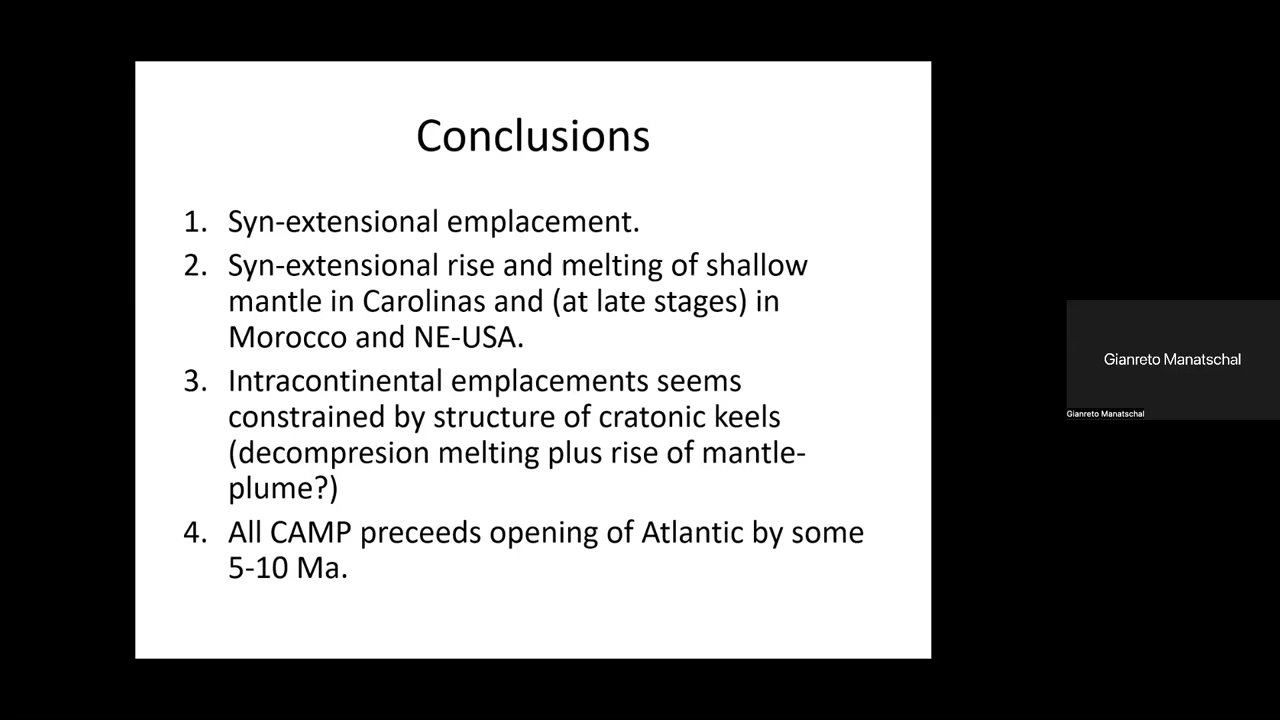 Conclusions
1. Syn-extensional emplacement.
2. Syn-extensional rise and melting of shallow
mantle in Carolinas and (at late stages) in
Morocco and NE-USA.
3. Intracontinental emplacements seems
constrained by structure of cratonic keels
(decompresion melting plus rise of mantle-
plume?)
4. All CAMP preceeds opening of Atlantic by some
5-10 Ma.
Gianreto Manatschal
Gianreto Manatschal